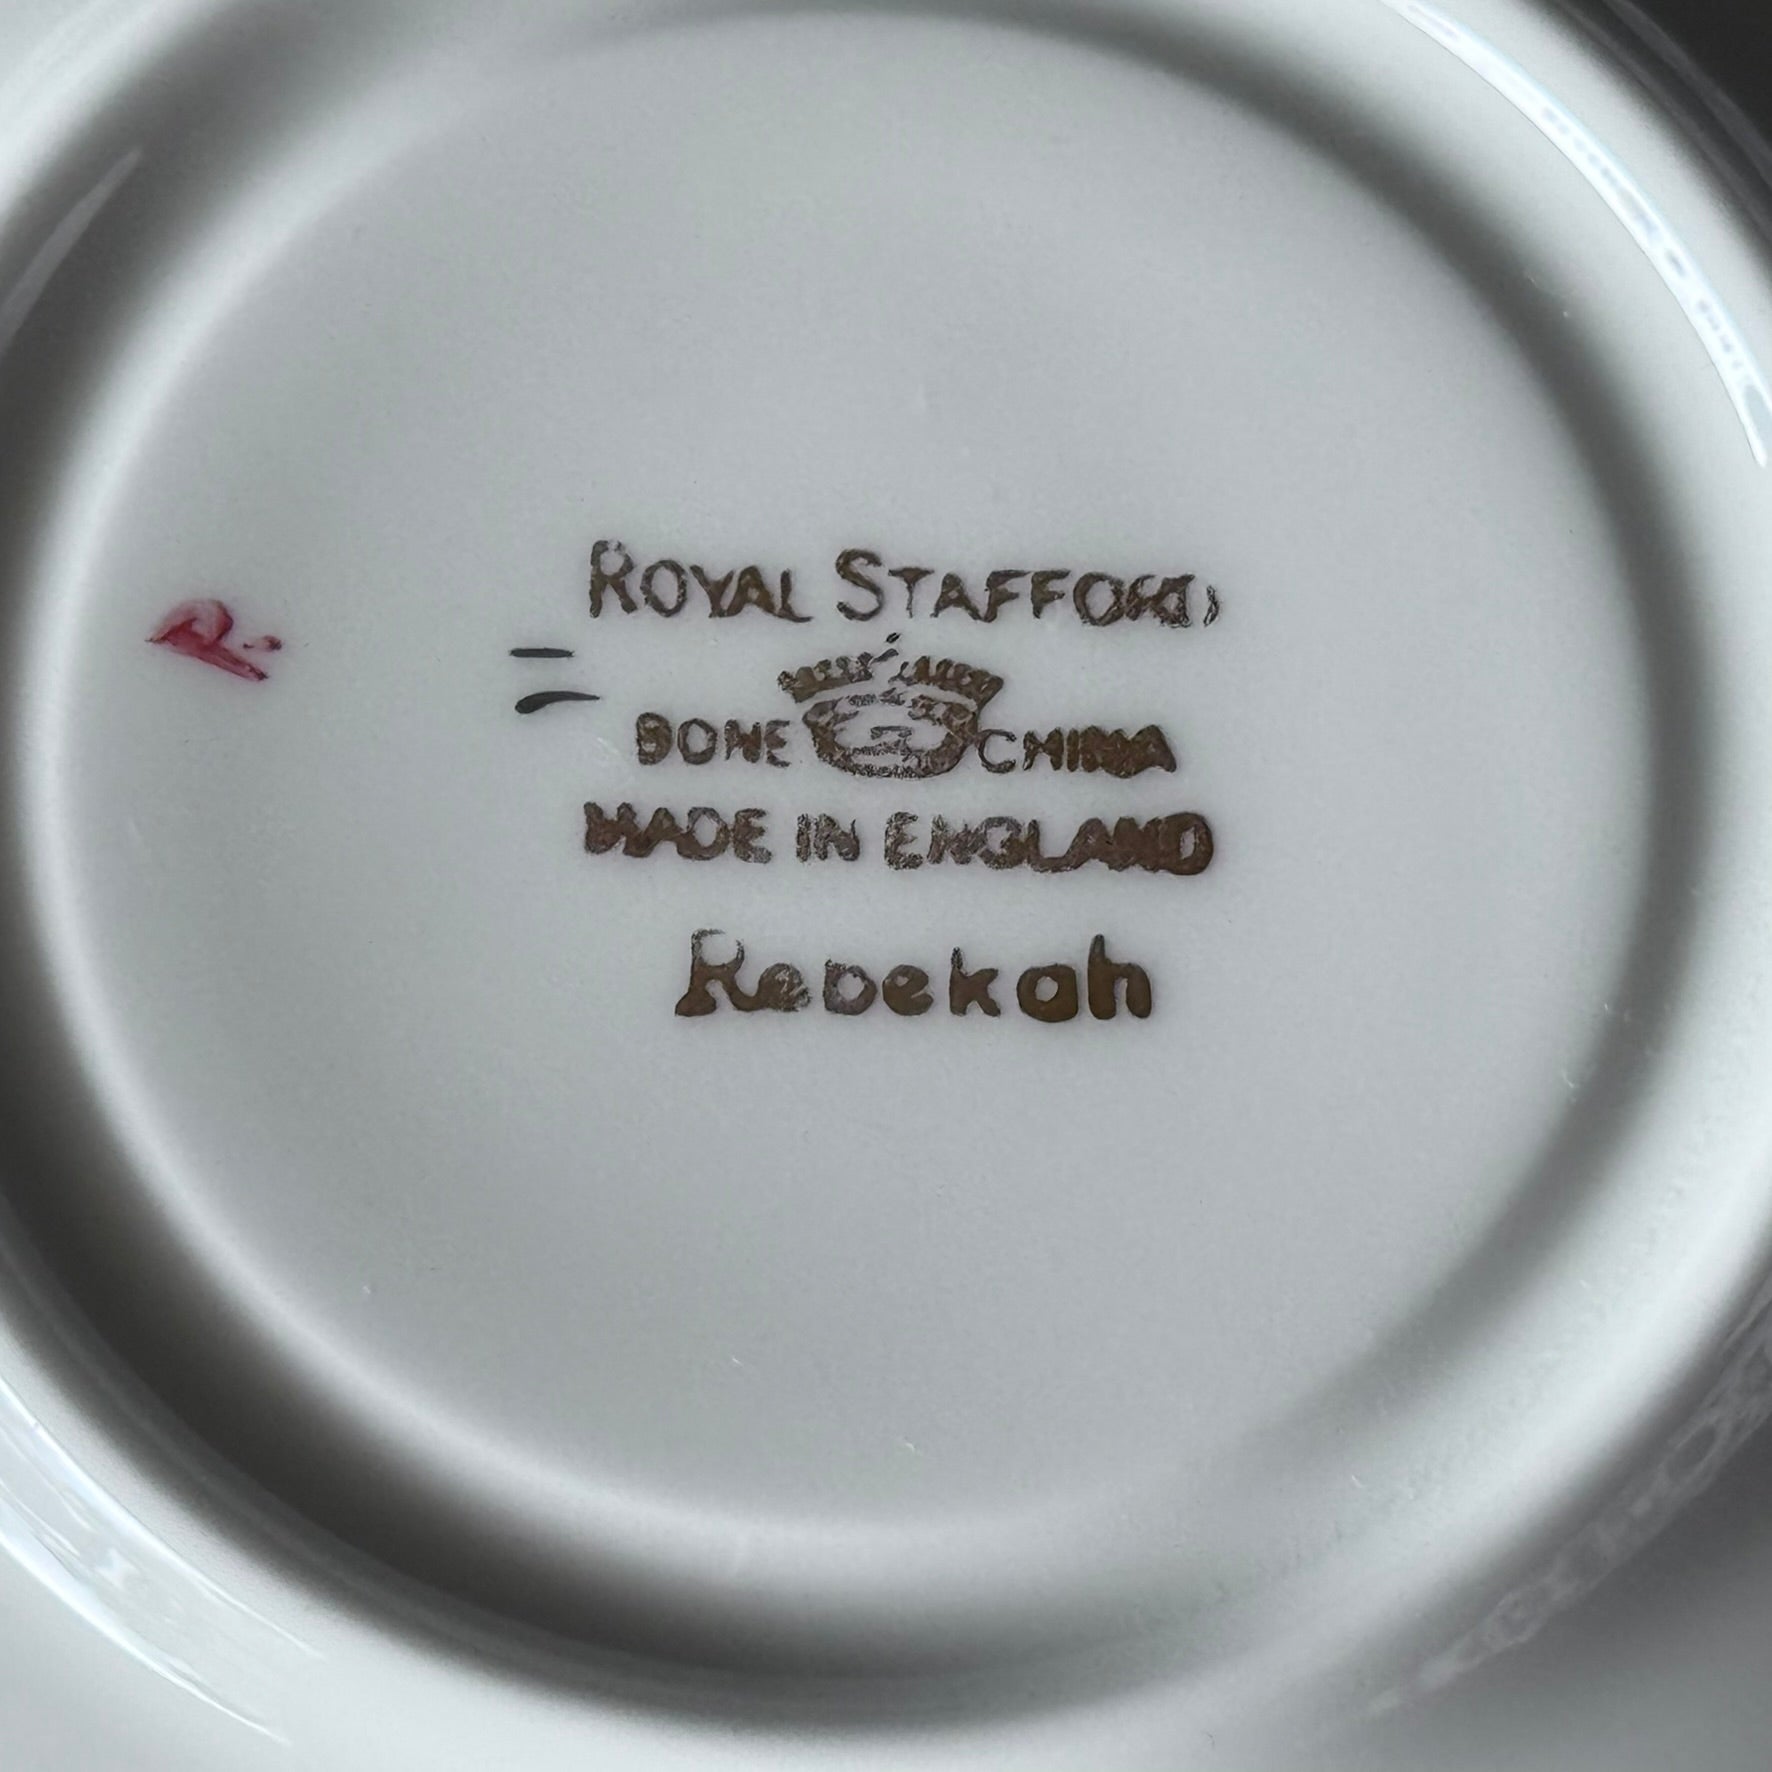 ROYAL STAFFORD
BONE CHINA
MADE IN ENGLAND
Rebekah